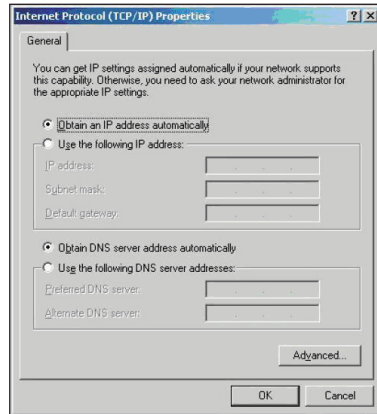 Internet Protocol (TCP/IP) Properties
General
You can get IP settings assigned automatically if your network supports
this capability. Otherwise, you need to ask your network administrator for
the appropriate IP settings.
Obtain an IP address automatically
Use the following IP address:
IP address:
Subnet mask:
Default gateway:
Obtain DNS server address automatically
Use the following DNS server addresses:
Preferred DNS server:
Alternate DNS server:
Advanced...
OK Cancel